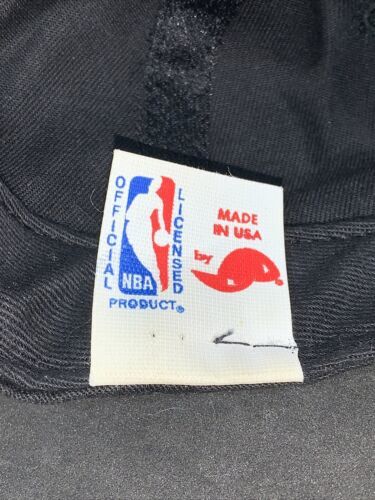 OFFICIAL
LICENSED
NBA
PRODUCT®
MADE
IN USA
by